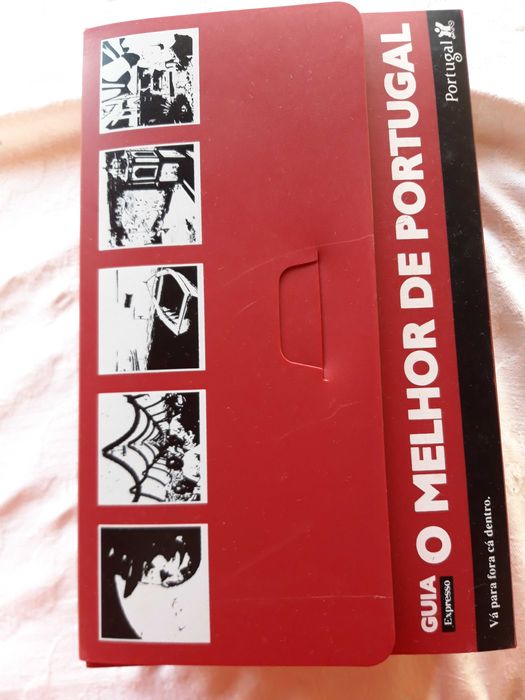 GUIA
Expresso
O MELHOR DE PORTUGAL
Vá para fora cá dentro.
Portugal